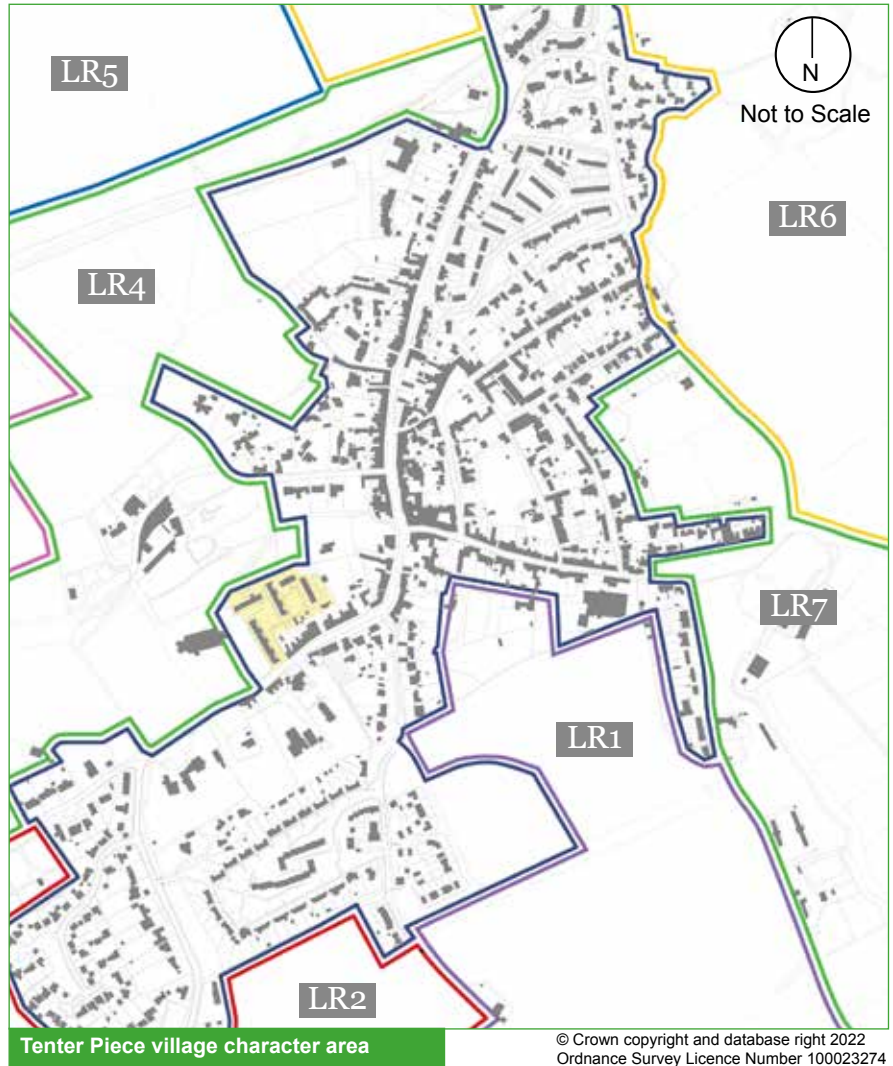 LR5
N
Not to Scale
LR6
LR4
LR7
LR1
LR2
Tenter Piece village character area
© Crown copyright and database right 2022
Ordnance Survey Licence Number 100023274